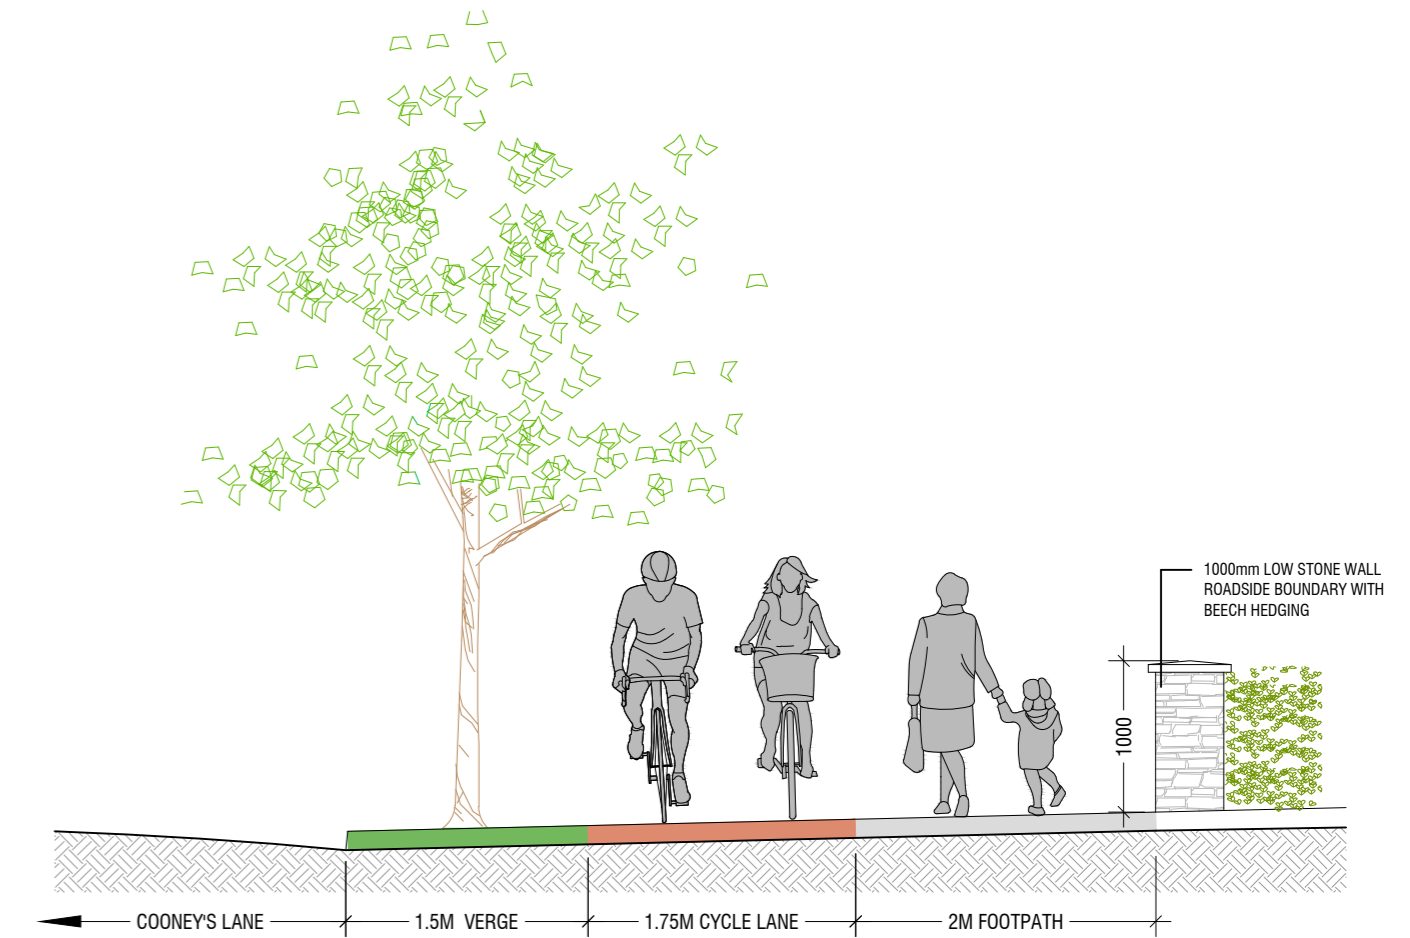 1000mm LOW STONE WALL
ROADSIDE BOUNDARY WITH
BEECH HEDGING
1000
COONEY'S LANE
1.5M VERGE
1.75M CYCLE LANE
2M FOOTPATH